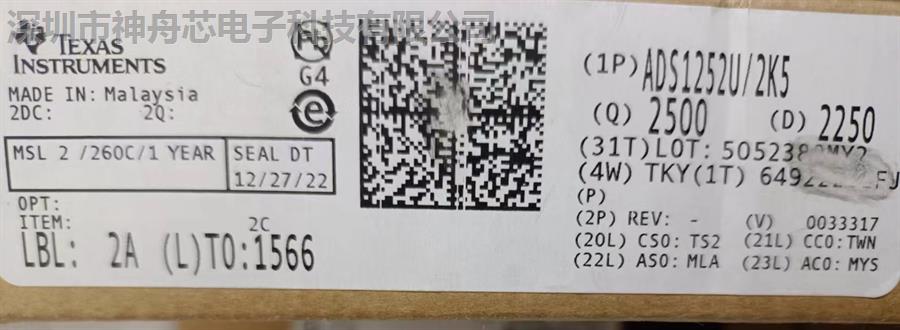 深圳市神舟芯电子科技有限公司
TEXAS
INSTRUMENTS
G4
e
MADE IN: Malaysia
2DC: 2Q:
MSL 2 /260C/1 YEAR
SEAL DT
12/27/22
OPT:
ITEM: 2C
LBL: 2A (L)TO:1566
(1P) ADS1252U/2K5
(Q) 2500 (D) 2250
(31T)LOT:
(4W) TKY(1T)
(P)
(2P) REV: - (V) 0033317
(20L) CSO: TS2 (21L) CCO:TWN
(22L) ASO: MLA (23L) ACO: MYS